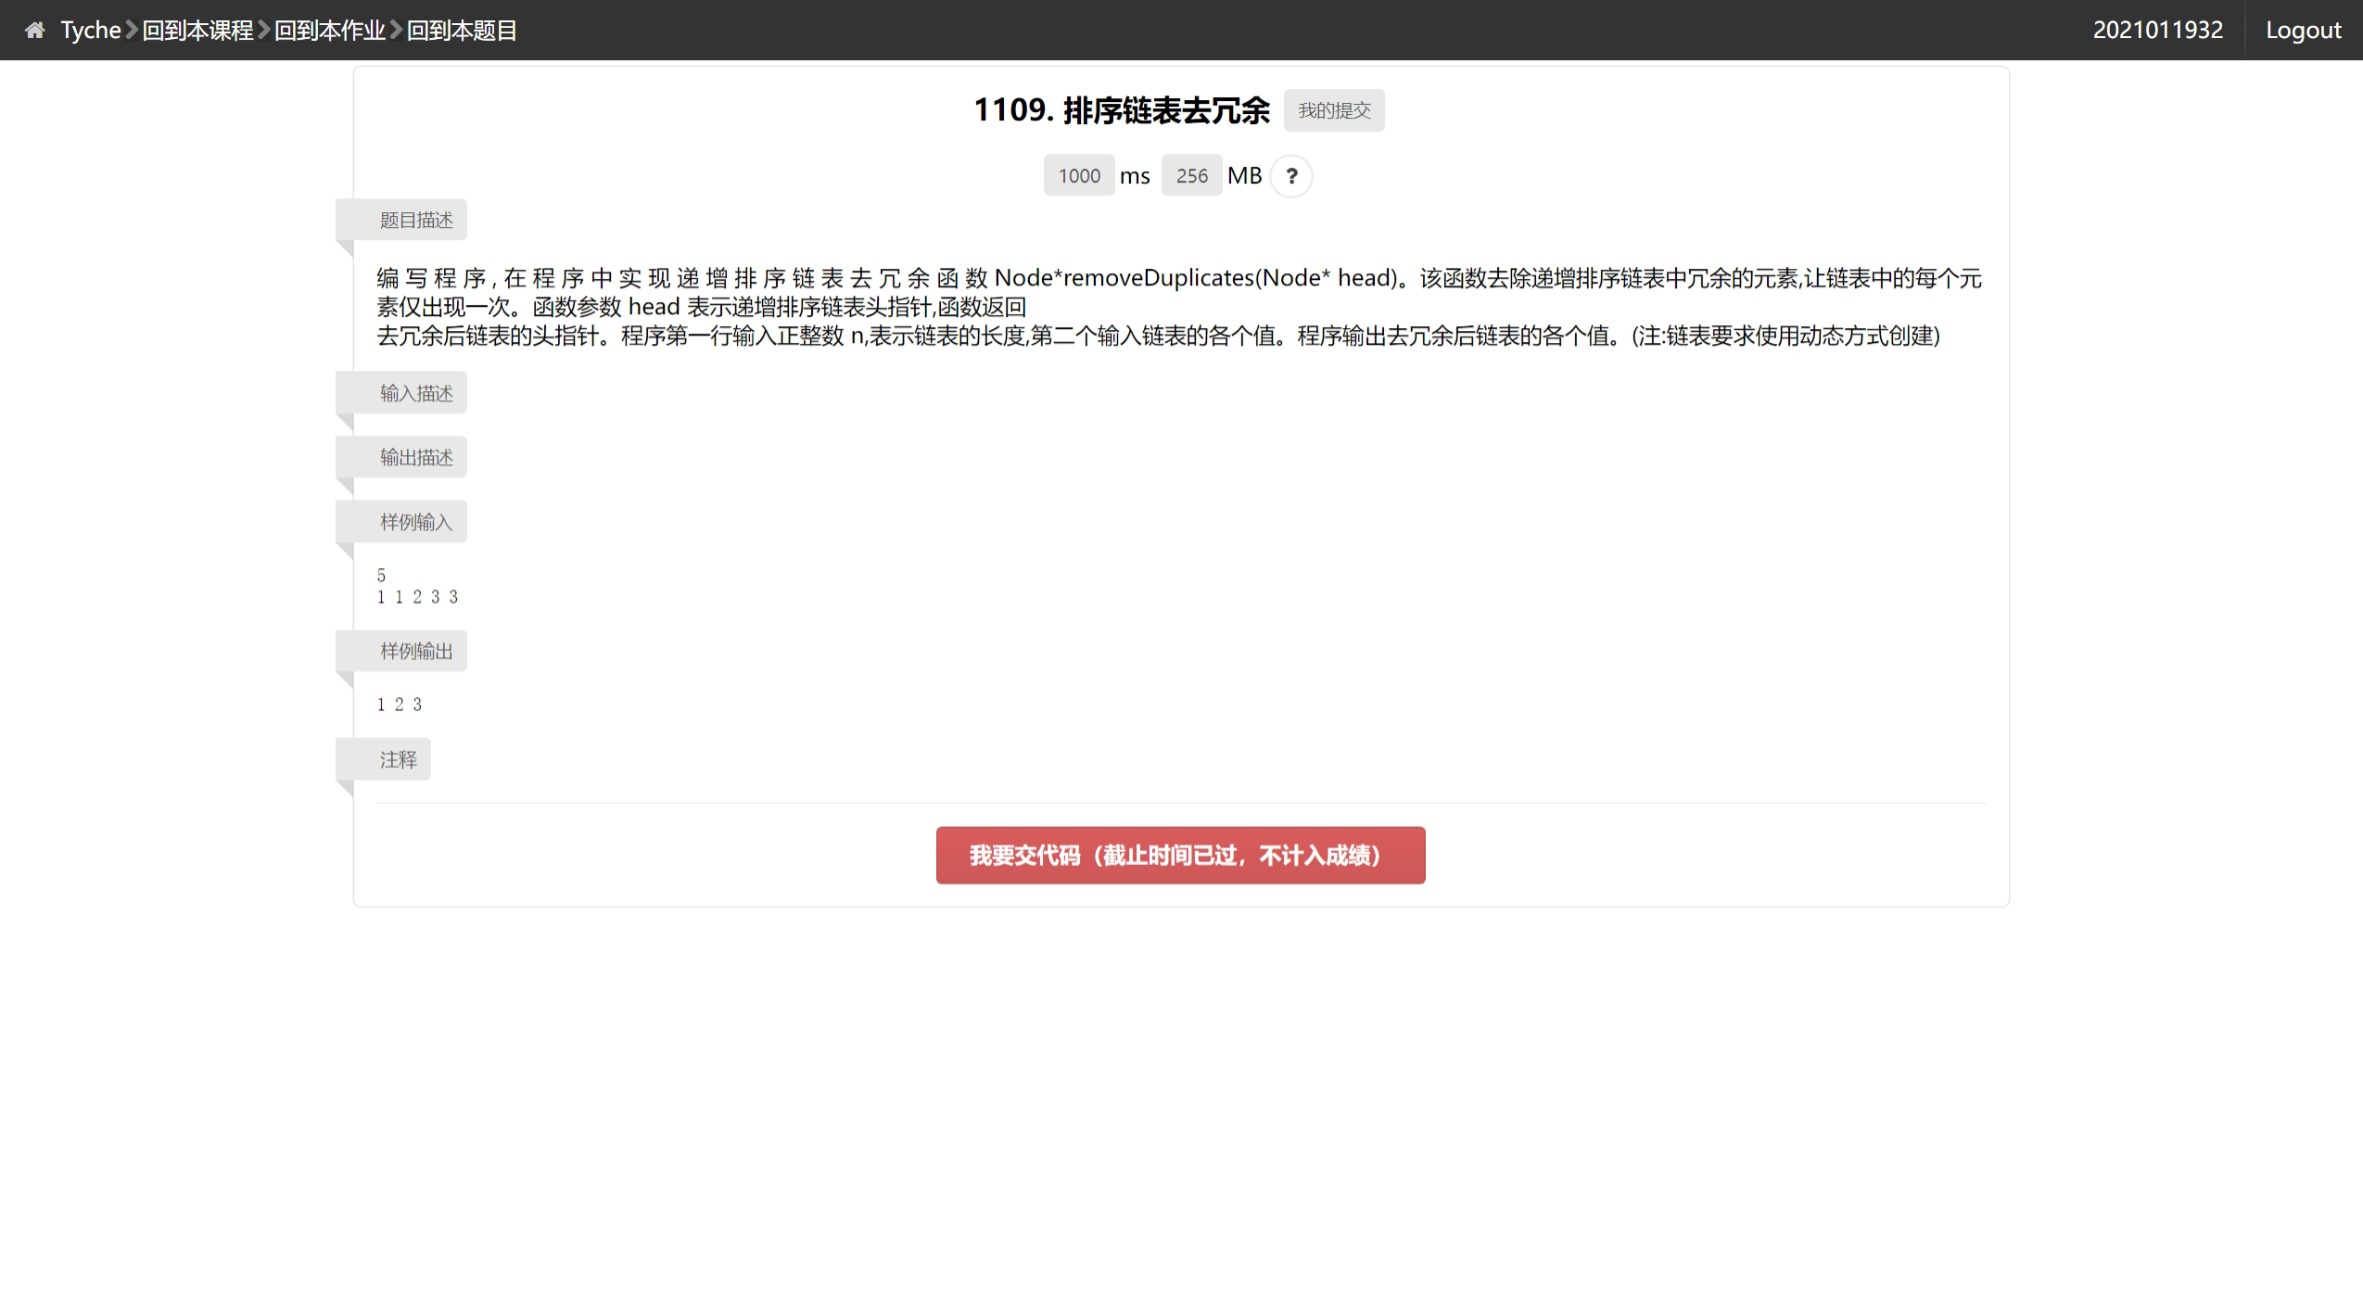 Tyche 回到本课程 回到本作业 回到本题目 2021011932 Logout
1109. 排序链表去冗余 我的提交
1000 ms 256 MB ?
题目描述
编 写 程 序 , 在 程 序 中 实 现 递 增 排 序 链 表 去 冗 余 函 数 Node*removeDuplicates(Node* head)。该函数去除递增排序链表中冗余的元素,让链表中的每个元
素仅出现一次。函数参数 head 表示递增排序链表头指针,函数返回
去冗余后链表的头指针。程序第一行输入正整数 n,表示链表的长度,第二个输入链表的各个值。程序输出去冗余后链表的各个值。(注:链表要求使用动态方式创建)
输入描述
输出描述
样例输入
5
1 1 2 3 3
样例输出
1 2 3
注释
我要交代码（截止时间已过，不计入成绩）